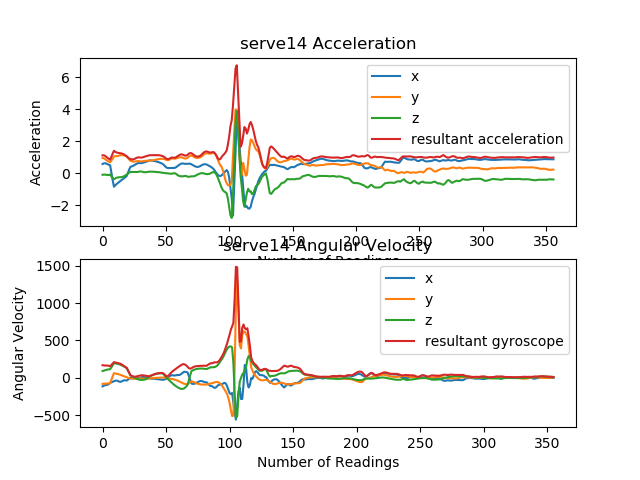 serve14 Acceleration
Acceleration
6
4
2
0
−2
x
y
z
resultant acceleration
0 50 100 150 200 250 300 350
Number of Readings
serve14 Angular Velocity
Angular Velocity
1500
1000
500
0
−500
x
y
z
resultant gyroscope
0 50 100 150 200 250 300 350
Number of Readings